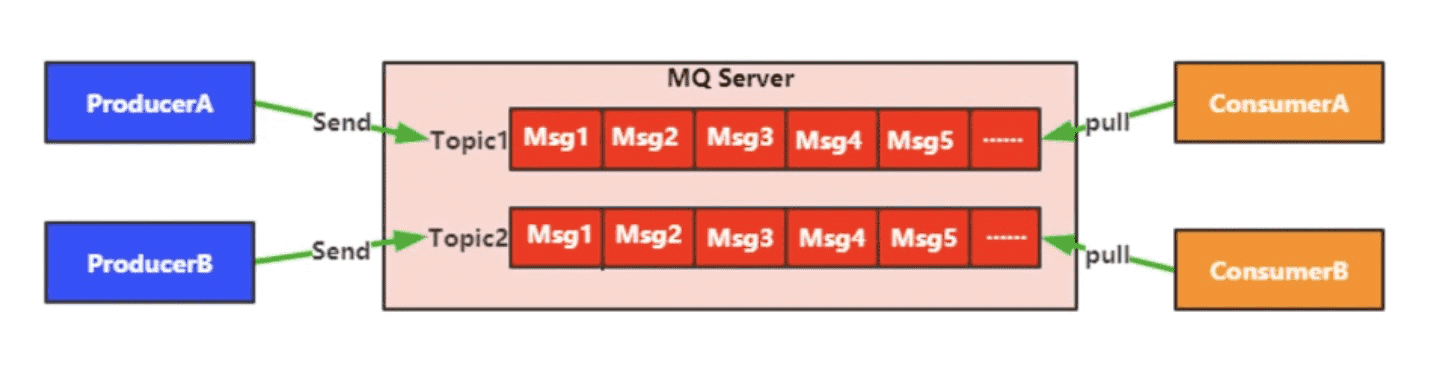 MQ Server
ProducerA
Send
Topic1
Msg1 Msg2 Msg3 Msg4 Msg5 ......
pull
ConsumerA
ProducerB
Send
Topic2
Msg1 Msg2 Msg3 Msg4 Msg5 ......
pull
ConsumerB